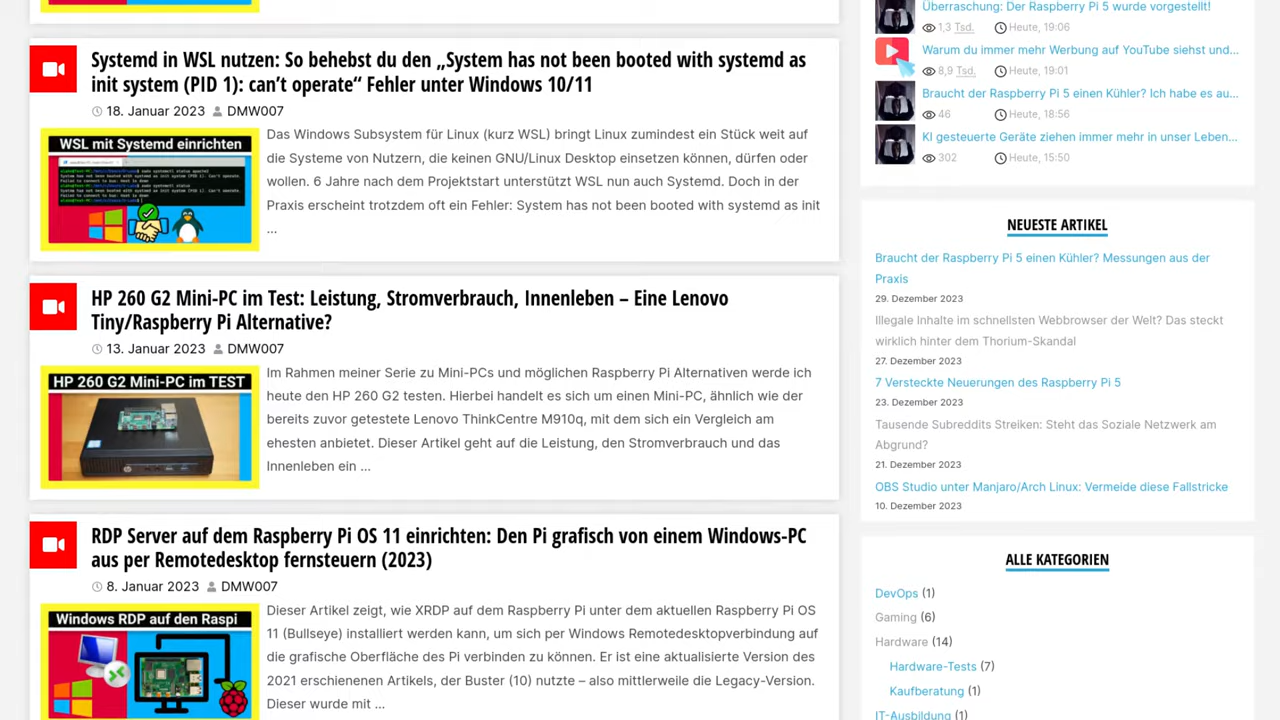 Systemd in WSL nutzen: So behebst du den „System has not been booted with systemd as
init system (PID 1): can’t operate“ Fehler unter Windows 10/11
18. Januar 2023 DMW007
WSL mit Systemd einrichten
Das Windows Subsystem für Linux (kurz WSL) bringt Linux zumindest ein Stück weit auf
die Systeme von Nutzern, die keinen GNU/Linux Desktop einsetzen können, dürfen oder
wollen. 6 Jahre nach dem Projektstart unterstützt WSL nun auch Systemd. Doch in der
Praxis erscheint trotzdem oft ein Fehler: System has not been booted with systemd as init
...
HP 260 G2 Mini-PC im Test: Leistung, Stromverbrauch, Innenleben – Eine Lenovo
Tiny/Raspberry Pi Alternative?
13. Januar 2023 DMW007
HP 260 G2 Mini-PC im TEST
Im Rahmen meiner Serie zu Mini-PCs und möglichen Raspberry Pi Alternativen werde ich
heute den HP 260 G2 testen. Hierbei handelt es sich um einen Mini-PC, ähnlich wie der
bereits zuvor getestete Lenovo ThinkCentre M910q, mit dem sich ein Vergleich am
ehesten anbietet. Dieser Artikel geht auf die Leistung, den Stromverbrauch und das
Innenleben ein ...
RDP Server auf dem Raspberry Pi OS 11 einrichten: Den Pi grafisch von einem Windows-PC
aus per Remotedesktop fernsteuern (2023)
8. Januar 2023 DMW007
Windows RDP auf den Raspi
Dieser Artikel zeigt, wie XRDP auf dem Raspberry Pi unter dem aktuellen Raspberry Pi OS
11 (Bullseye) installiert werden kann, um sich per Windows Remotedesktopverbindung auf
die grafische Oberfläche des Pi verbinden zu können. Er ist eine aktualisierte Version des
2021 erschienenen Artikels, der Buster (10) nutzte – also mittlerweile die Legacy-Version.
Dieser wurde mit ...
Überraschung: Der Raspberry Pi 5 wurde vorgestellt!
1,3 Tsd. Heute, 19:06
Warum du immer mehr Werbung auf YouTube siehst und...
8,9 Tsd. Heute, 19:01
Braucht der Raspberry Pi 5 einen Kühler? Ich habe es au...
46 Heute, 18:56
KI gesteuerte Geräte ziehen immer mehr in unser Leben...
302 Heute, 15:50
NEUESTE ARTIKEL
Braucht der Raspberry Pi 5 einen Kühler? Messungen aus der
Praxis
29. Dezember 2023
Illegale Inhalte im schnellsten Webbrowser der Welt? Das steckt
wirklich hinter dem Thorium-Skandal
27. Dezember 2023
7 Versteckte Neuerungen des Raspberry Pi 5
23. Dezember 2023
Tausende Subreddits Streiken: Steht das Soziale Netzwerk am
Abgrund?
21. Dezember 2023
OBS Studio unter Manjaro/Arch Linux: Vermeide diese Fallstricke
10. Dezember 2023
ALLE KATEGORIEN
DevOps (1)
Gaming (6)
Hardware (14)
Hardware-Tests (7)
Kaufberatung (1)
IT-Ausbildung (1)